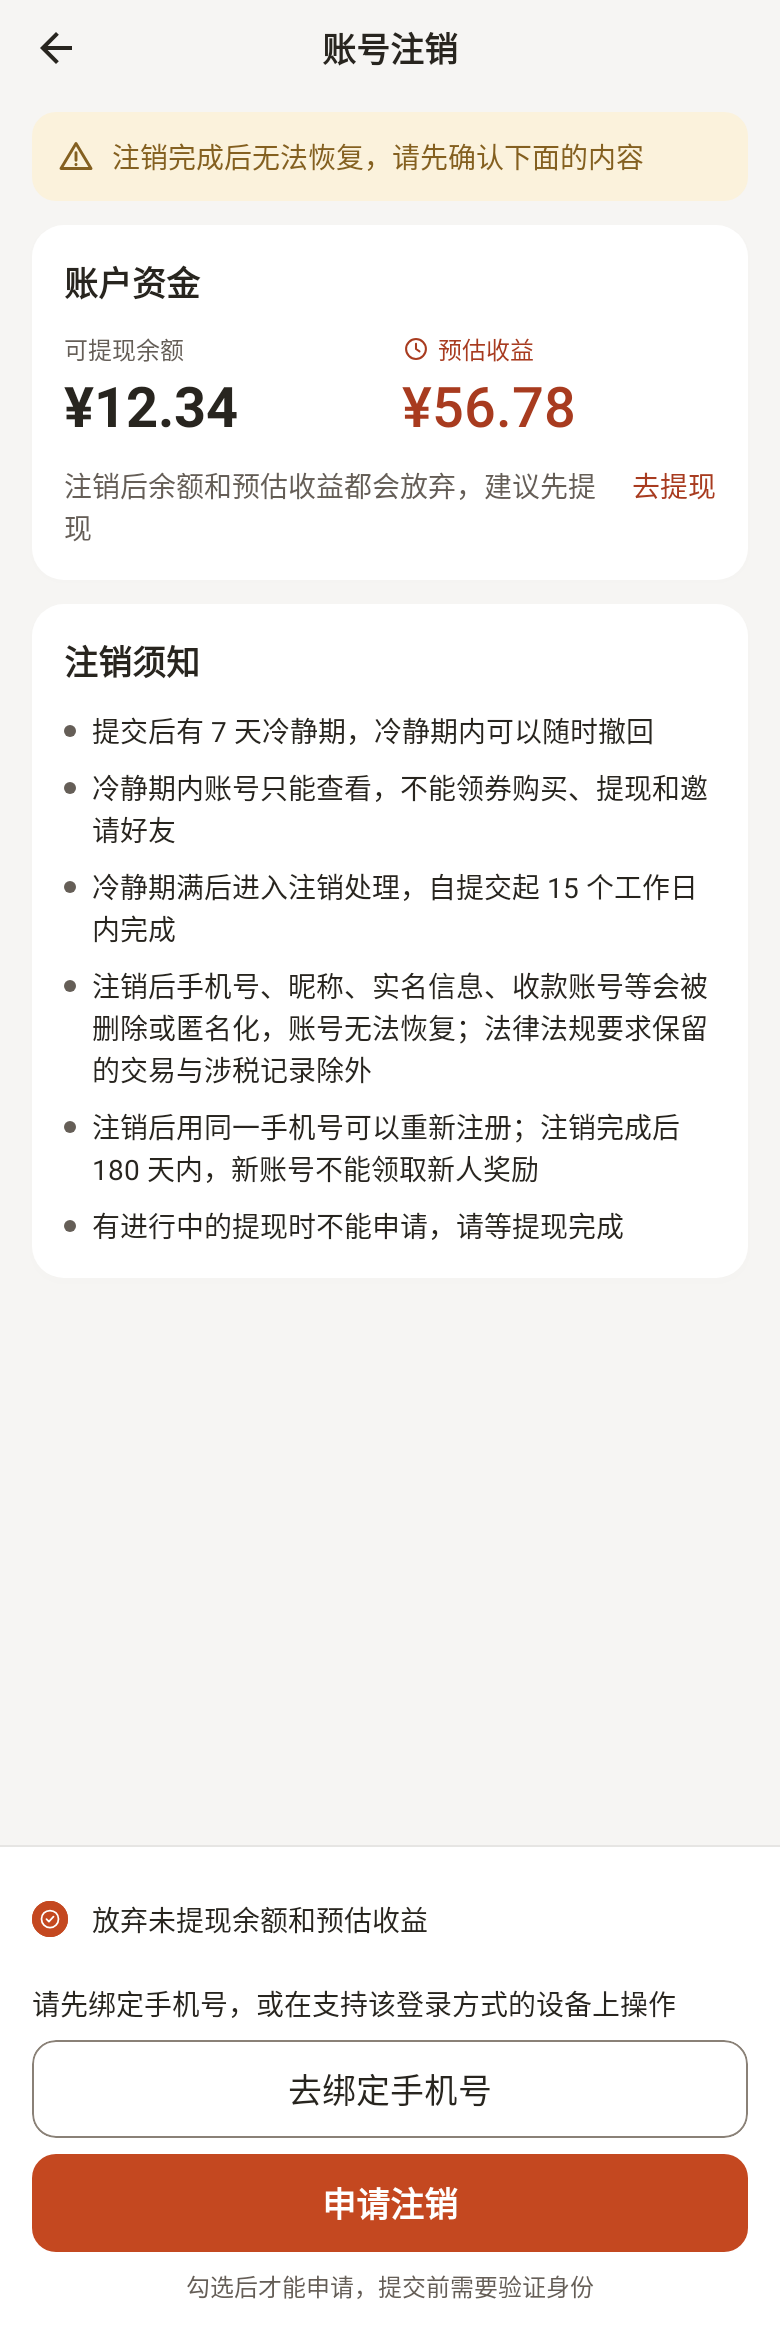 账号注销
注销完成后无法恢复，请先确认下面的内容
账户资金
可提现余额
预估收益
¥12.34
¥56.78
注销后余额和预估收益都会放弃，建议先提
现
去提现
注销须知
提交后有 7 天冷静期，冷静期内可以随时撤回
冷静期内账号只能查看，不能领券购买、提现和邀
请好友
冷静期满后进入注销处理，自提交起 15 个工作日
内完成
注销后手机号、昵称、实名信息、收款账号等会被
删除或匿名化，账号无法恢复；法律法规要求保留
的交易与涉税记录除外
注销后用同一手机号可以重新注册；注销完成后
180 天内，新账号不能领取新人奖励
有进行中的提现时不能申请，请等提现完成
放弃未提现余额和预估收益
请先绑定手机号，或在支持该登录方式的设备上操作
去绑定手机号
申请注销
勾选后才能申请，提交前需要验证身份